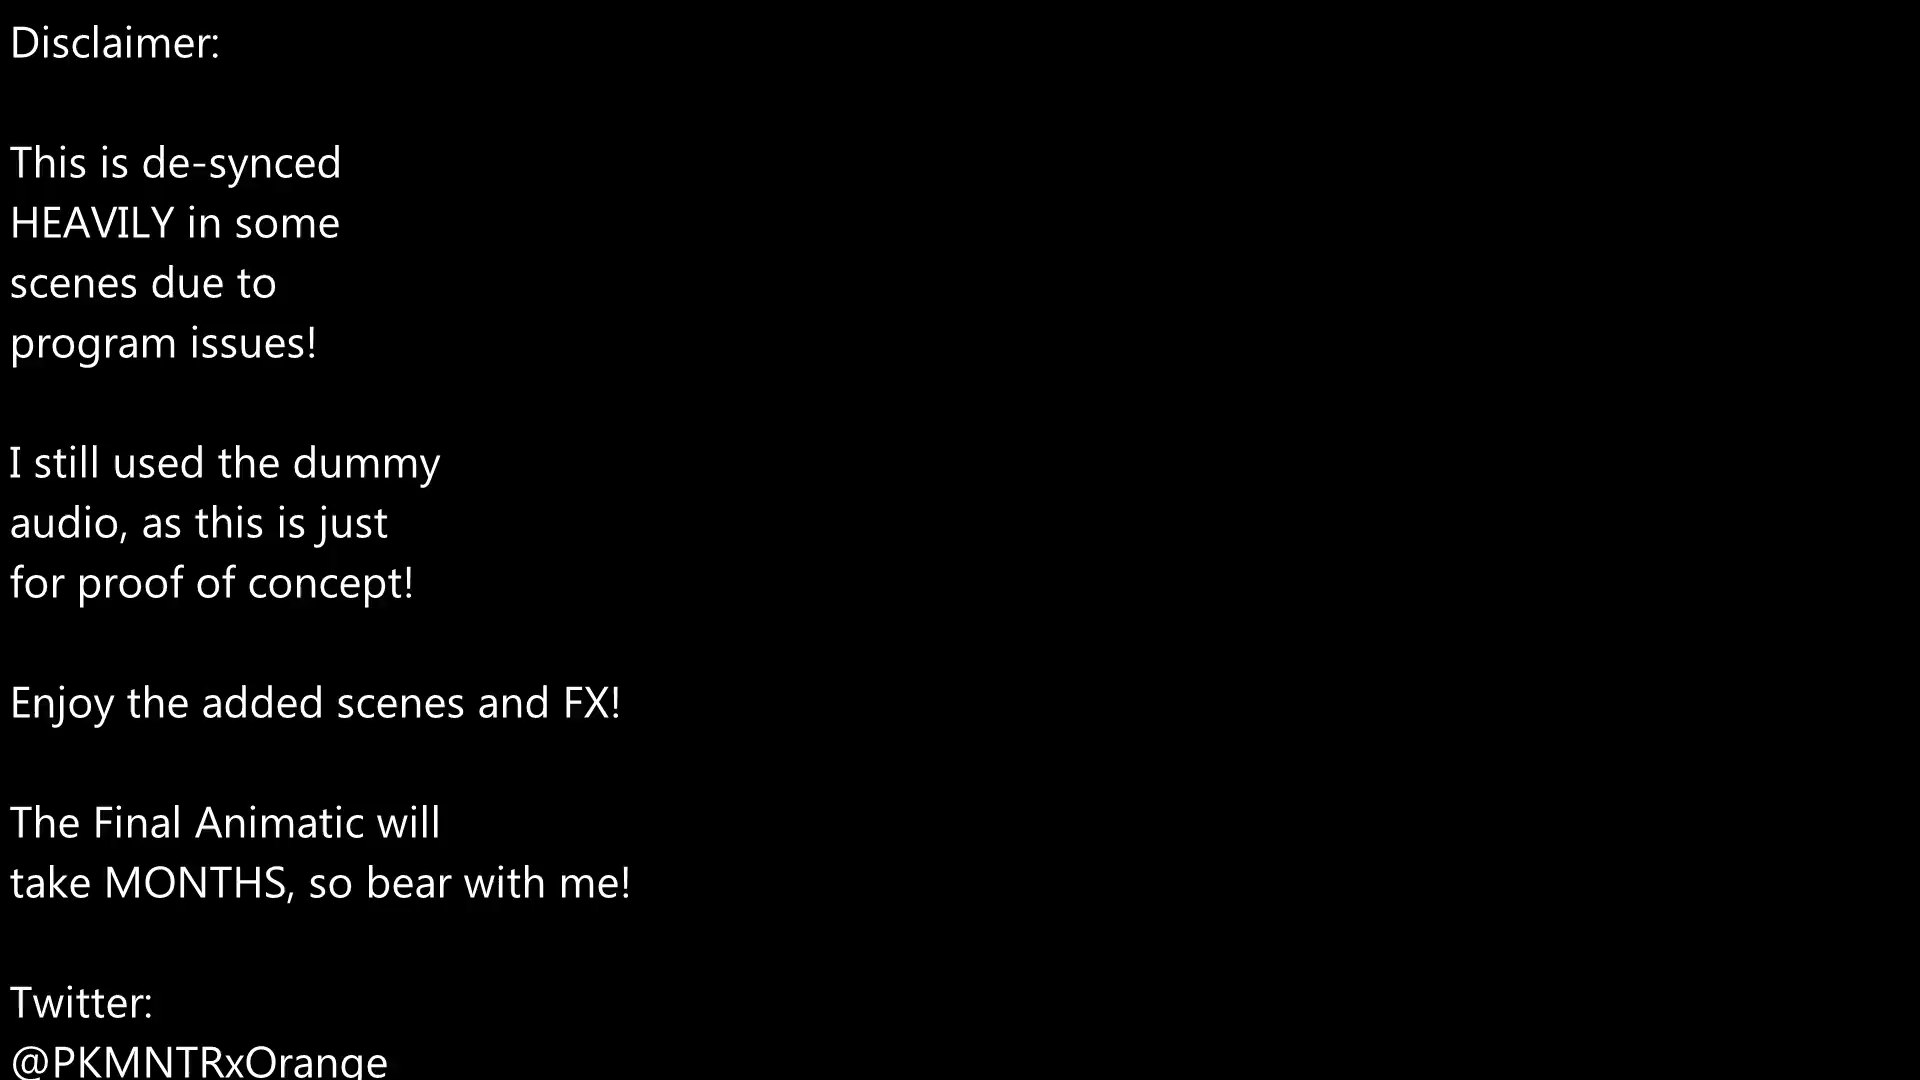 Disclaimer:
This is de-synced
HEAVILY in some
scenes due to
program issues!
I still used the dummy
audio, as this is just
for proof of concept!
Enjoy the added scenes and FX!
The Final Animatic will
take MONTHS, so bear with me!
Twitter:
@PKMNTRxOrange